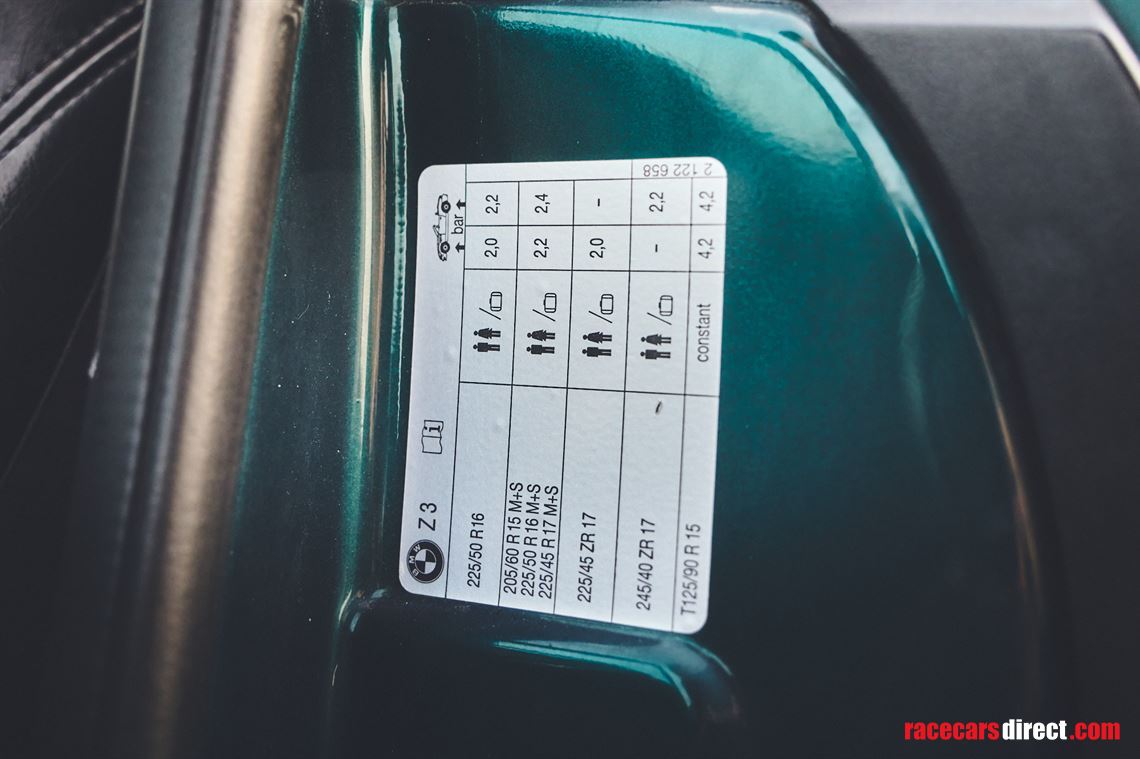 BMW Z 3 i bar
225/50 R 16 / 2,0 2,2
205/60 R 15 M+S
225/50 R 16 M+S / 2,2 2,4
225/45 R 17 M+S
225/45 ZR 17 / 2,0 -
245/40 ZR 17 / - 2,2
T125/90 R 15 constant 4,2 4,2
2 122 658
racecarsdirect.com